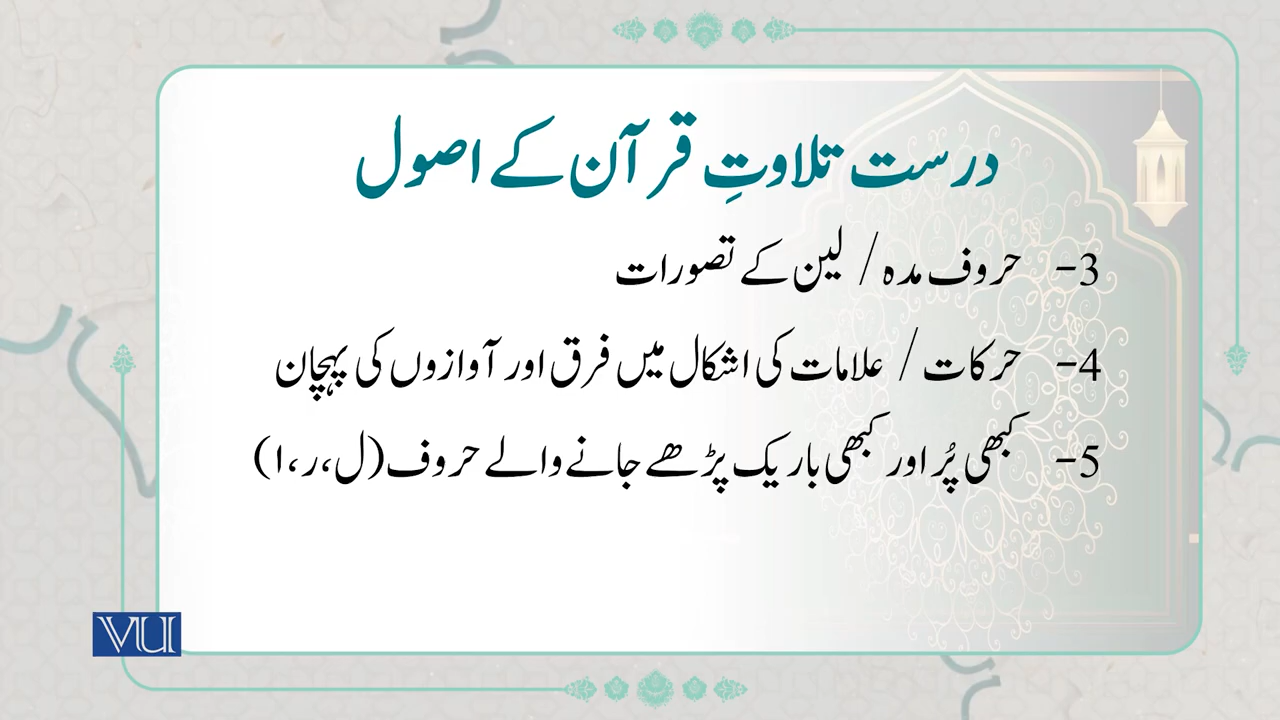 درست تلاوتِ قرآن کے اصول
3- حروف مدہ / لین کے تصورات
4- حرکات / علامات کی اشکال میں فرق اور آوازوں کی پہچان
5- کبھی پُر اور کبھی باریک پڑھے جانے والے حروف (ل،ر،ا)
VU